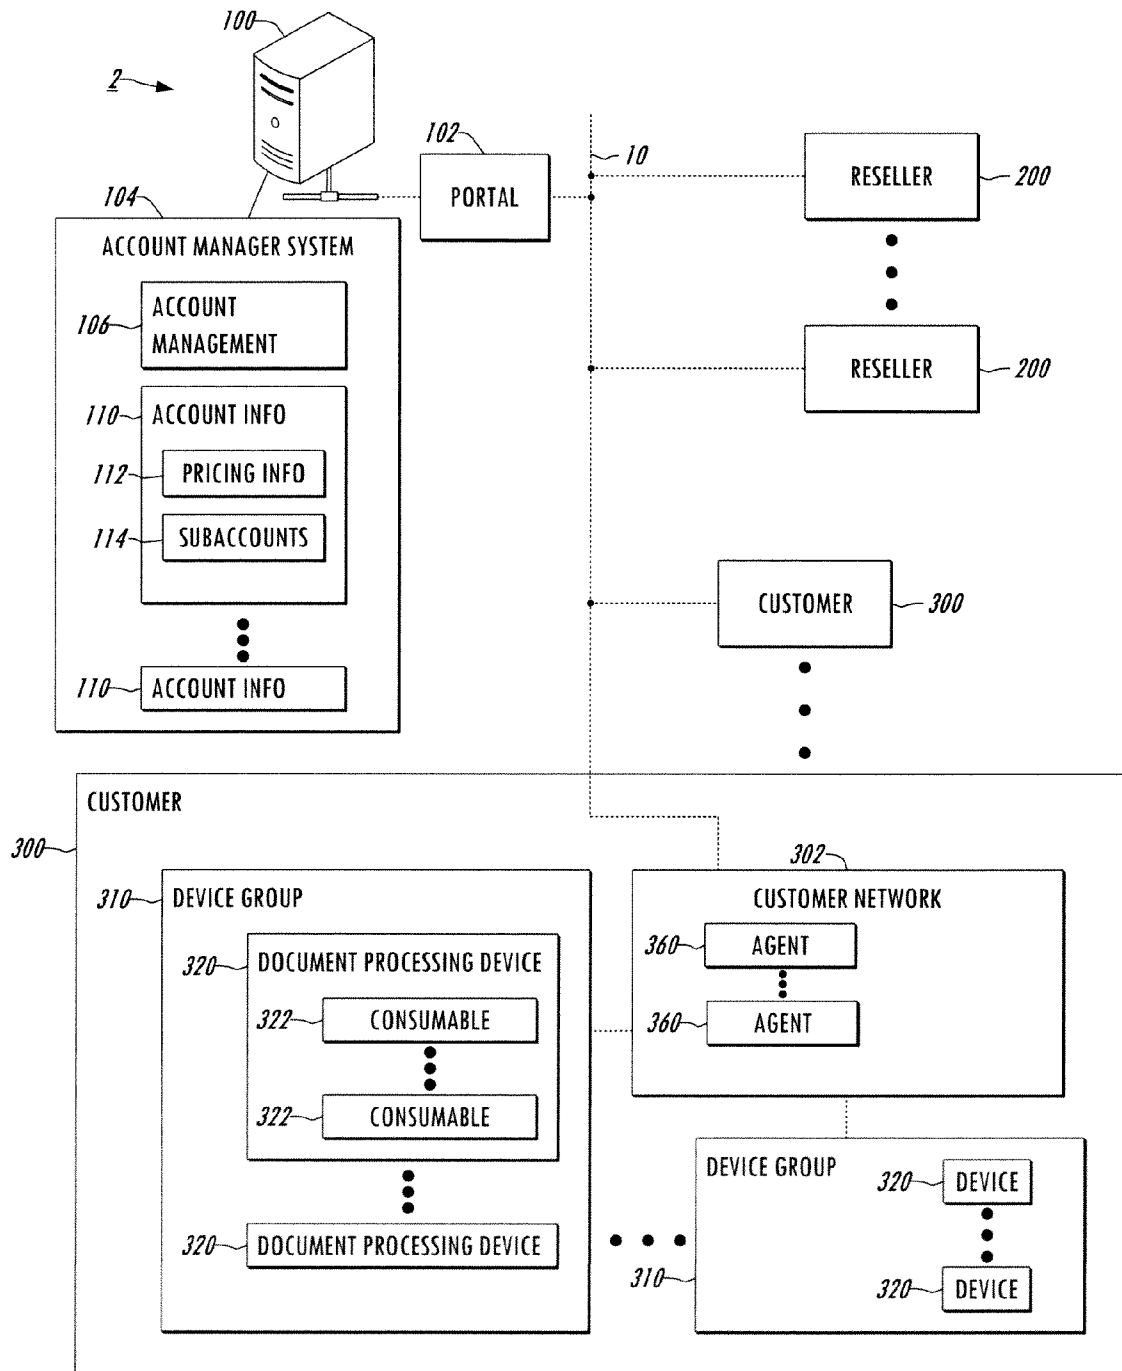 100
2
102
10
PORTAL
RESELLER
200
104
ACCOUNT MANAGER SYSTEM
106
ACCOUNT
MANAGEMENT
RESELLER
200
110
ACCOUNT INFO
112
PRICING INFO
114
SUBACCOUNTS
CUSTOMER
300
110
ACCOUNT INFO
CUSTOMER
300
310
DEVICE GROUP
302
CUSTOMER NETWORK
360
AGENT
360
AGENT
320
DOCUMENT PROCESSING DEVICE
322
CONSUMABLE
322
CONSUMABLE
320
DOCUMENT PROCESSING DEVICE
DEVICE GROUP
310
320
DEVICE
320
DEVICE